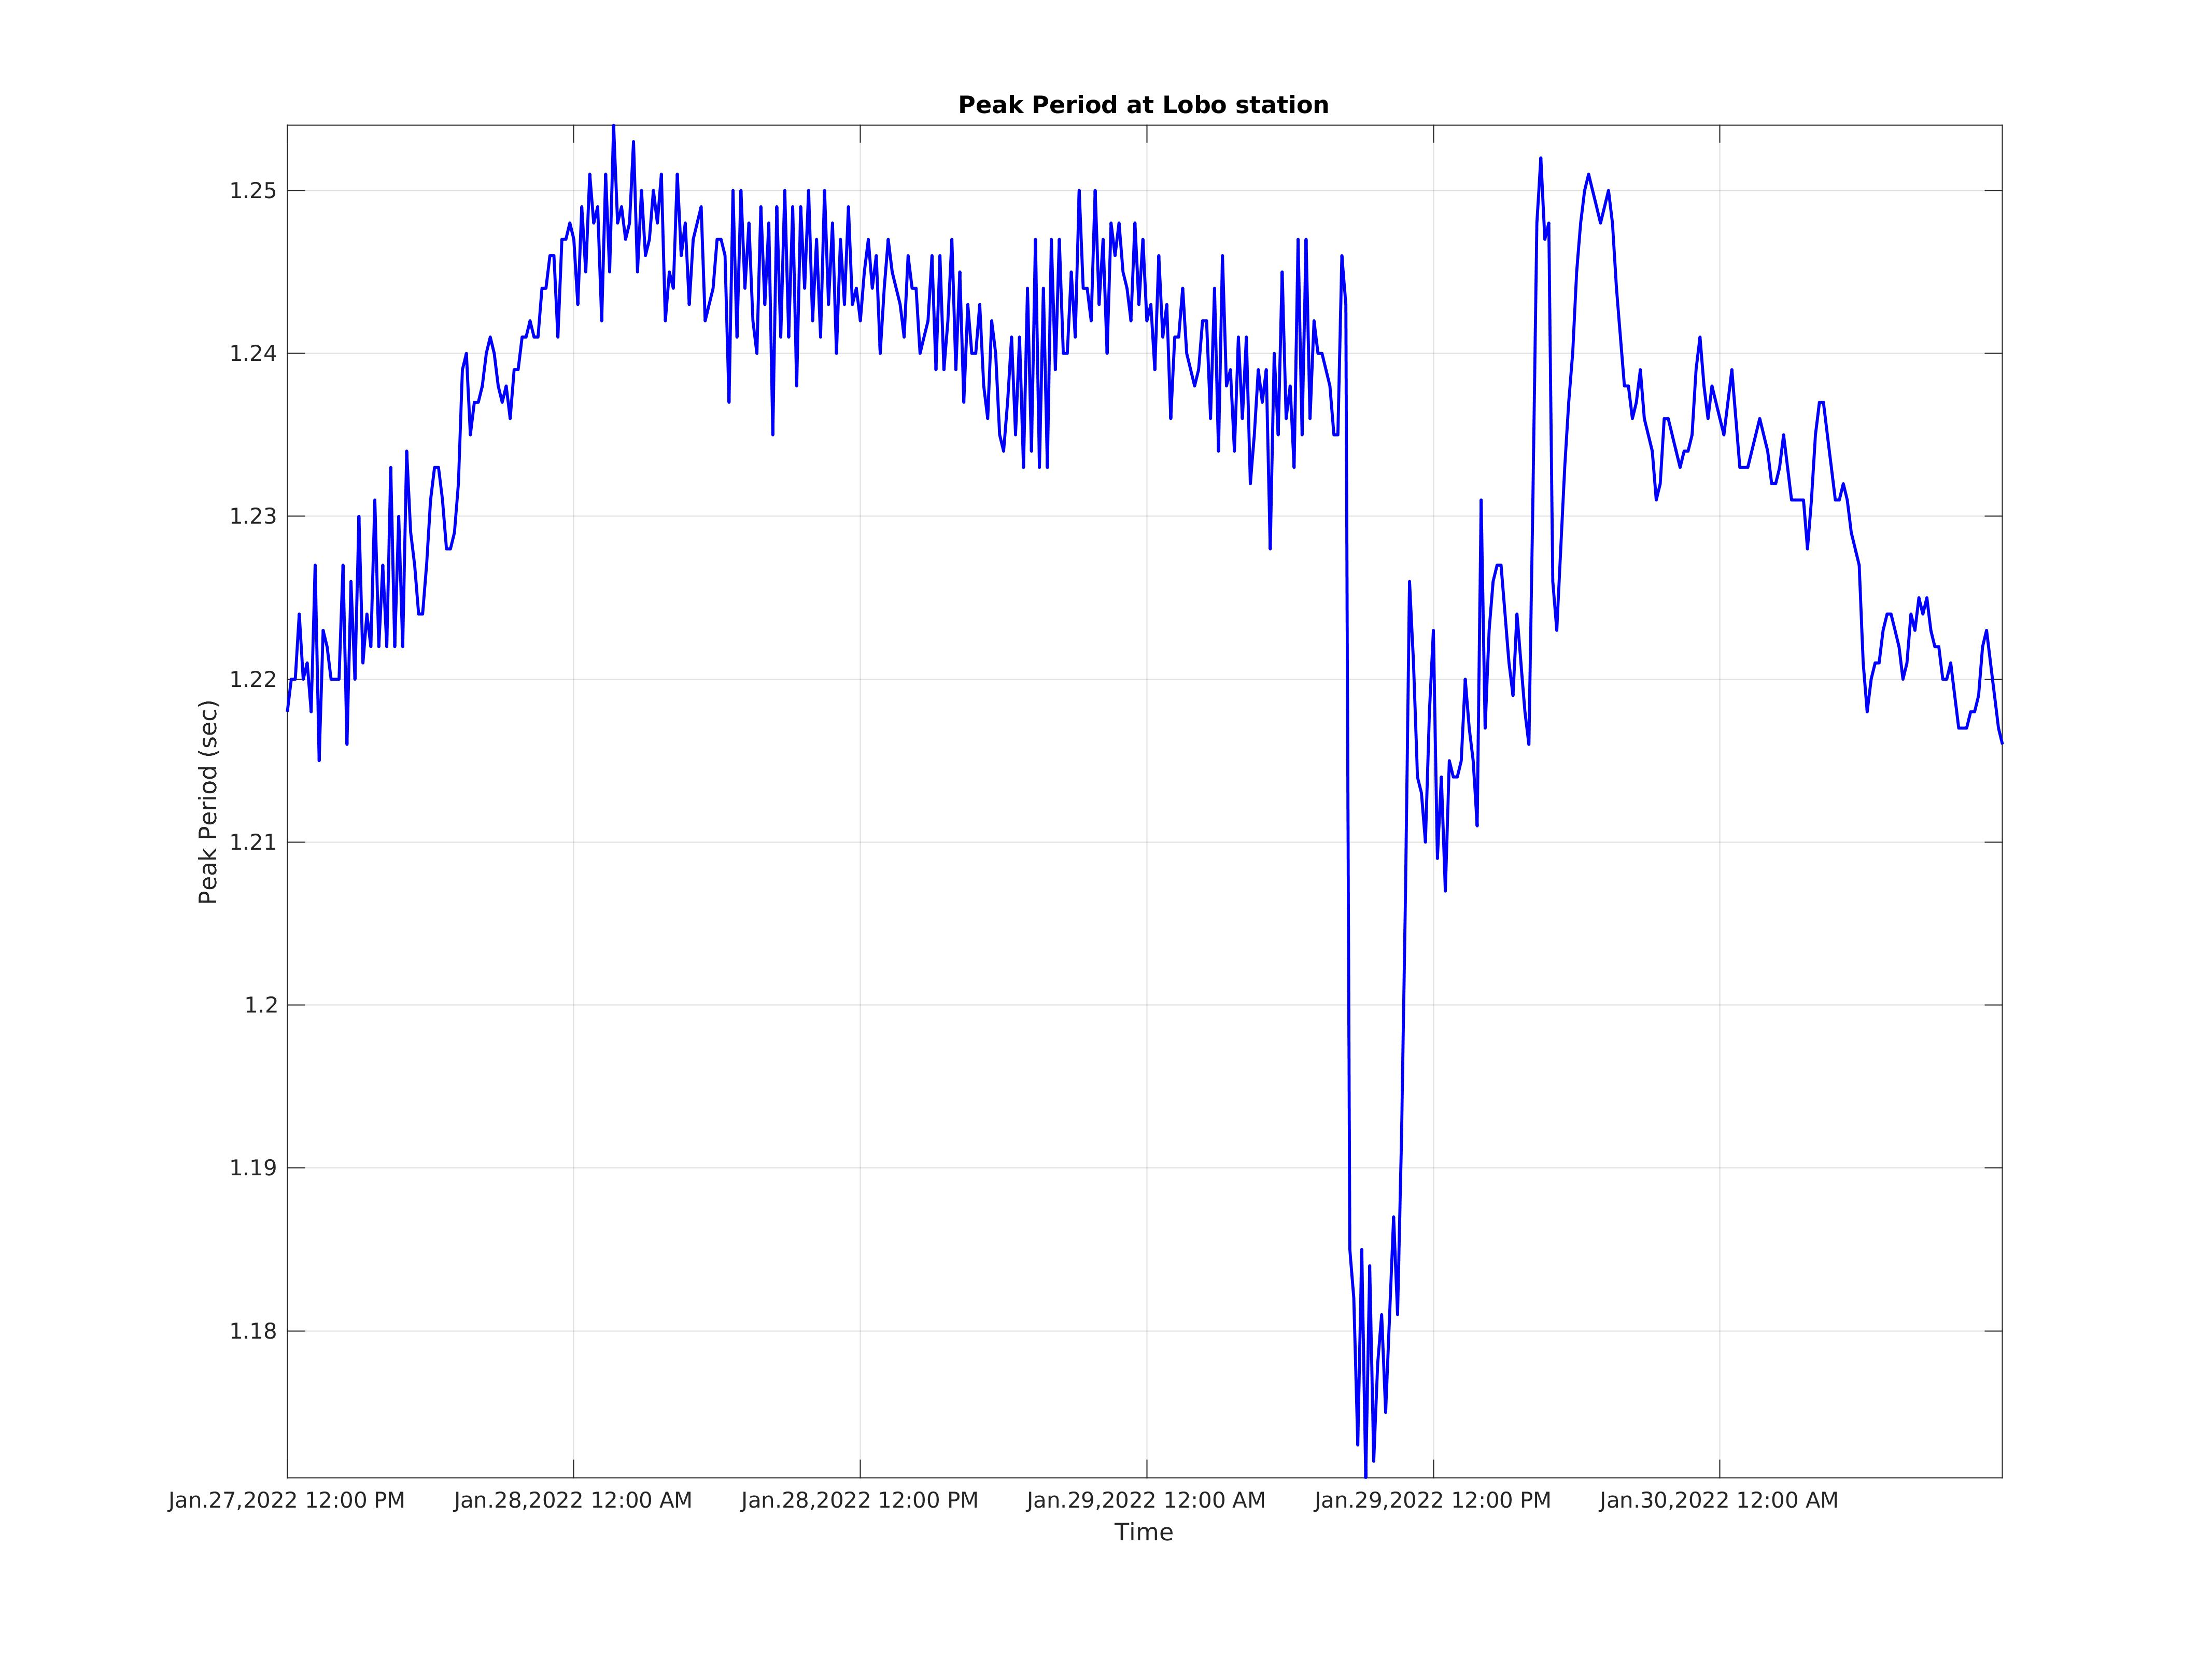 Peak Period at Lobo station
Peak Period (sec)
1.25
1.24
1.23
1.22
1.21
1.2
1.19
1.18
Jan.27,2022 12:00 PM
Jan.28,2022 12:00 AM
Jan.28,2022 12:00 PM
Jan.29,2022 12:00 AM
Jan.29,2022 12:00 PM
Jan.30,2022 12:00 AM
Time